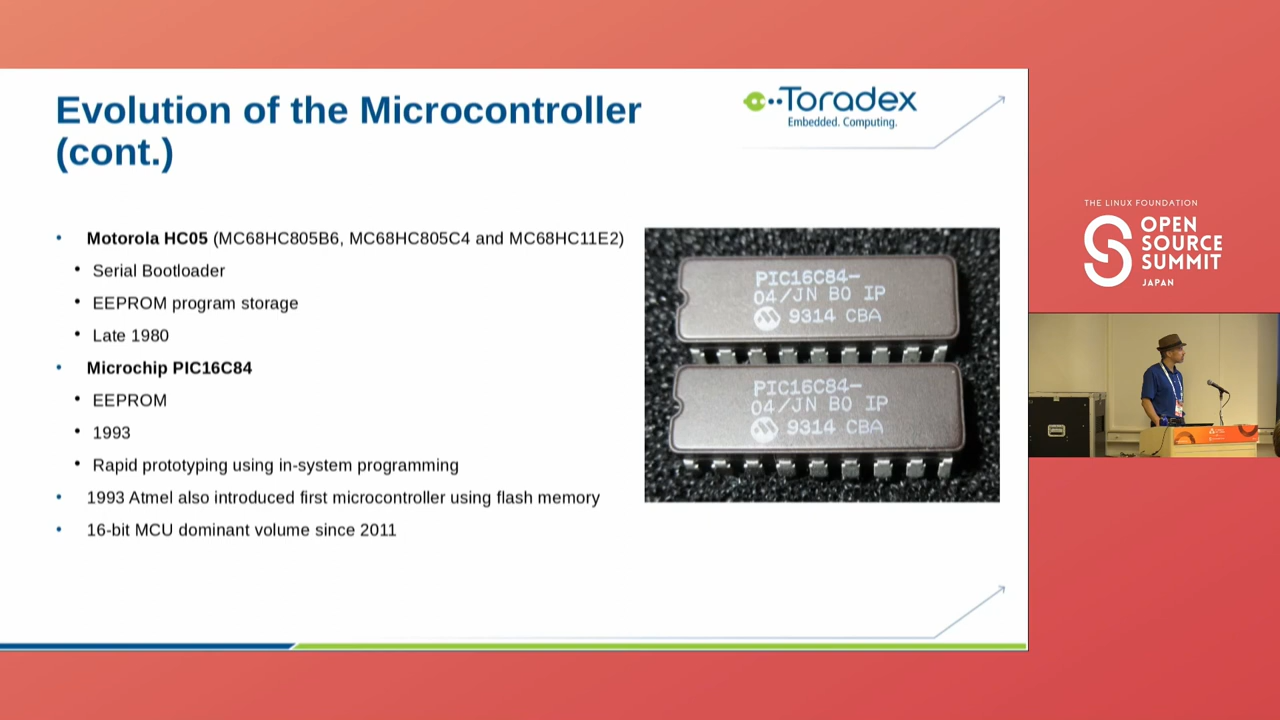 Evolution of the Microcontroller
(cont.)
Toradex
Embedded. Computing.
• Motorola HC05 (MC68HC805B6, MC68HC805C4 and MC68HC11E2)
• Serial Bootloader
• EEPROM program storage
• Late 1980
• Microchip PIC16C84
• EEPROM
• 1993
• Rapid prototyping using in-system programming
• 1993 Atmel also introduced first microcontroller using flash memory
• 16-bit MCU dominant volume since 2011
PIC16C84-
04/JN B0 IP
9314 CBA
PIC16C84-
04/JN B0 IP
9314 CBA
THE LINUX FOUNDATION
OPEN
SOURCE
SUMMIT
JAPAN